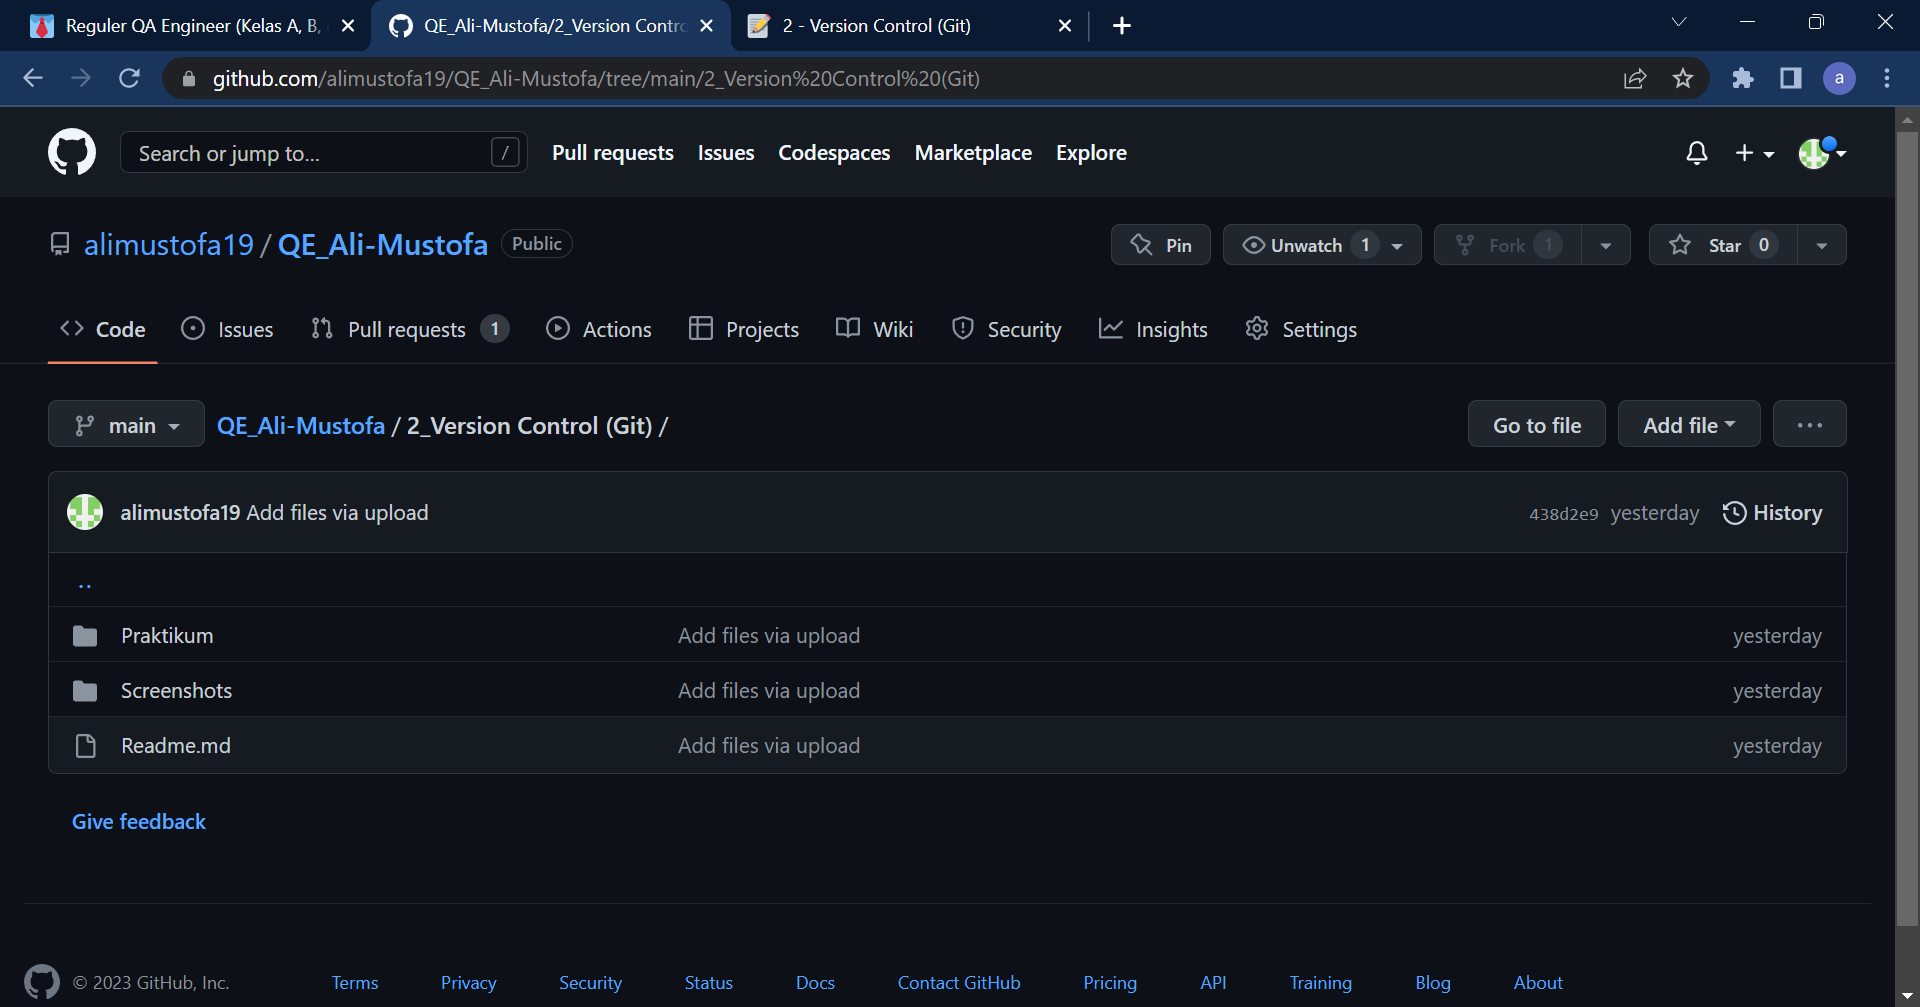 Reguler QA Engineer (Kelas A, B,
QE_Ali-Mustofa/2_Version Contro
2 - Version Control (Git)
github.com/alimustofa19/QE_Ali-Mustofa/tree/main/2_Version%20Control%20(Git)
a
Search or jump to...
/
Pull requests
Issues
Codespaces
Marketplace
Explore
alimustofa19 / QE_Ali-Mustofa
Public
Pin
Unwatch 1
Fork 1
Star 0
Code
Issues
Pull requests 1
Actions
Projects
Wiki
Security
Insights
Settings
main
QE_Ali-Mustofa / 2_Version Control (Git) /
Go to file
Add file
...
alimustofa19 Add files via upload
438d2e9 yesterday
History
..
Praktikum Add files via upload yesterday
Screenshots Add files via upload yesterday
Readme.md Add files via upload yesterday
Give feedback
© 2023 GitHub, Inc.
Terms
Privacy
Security
Status
Docs
Contact GitHub
Pricing
API
Training
Blog
About